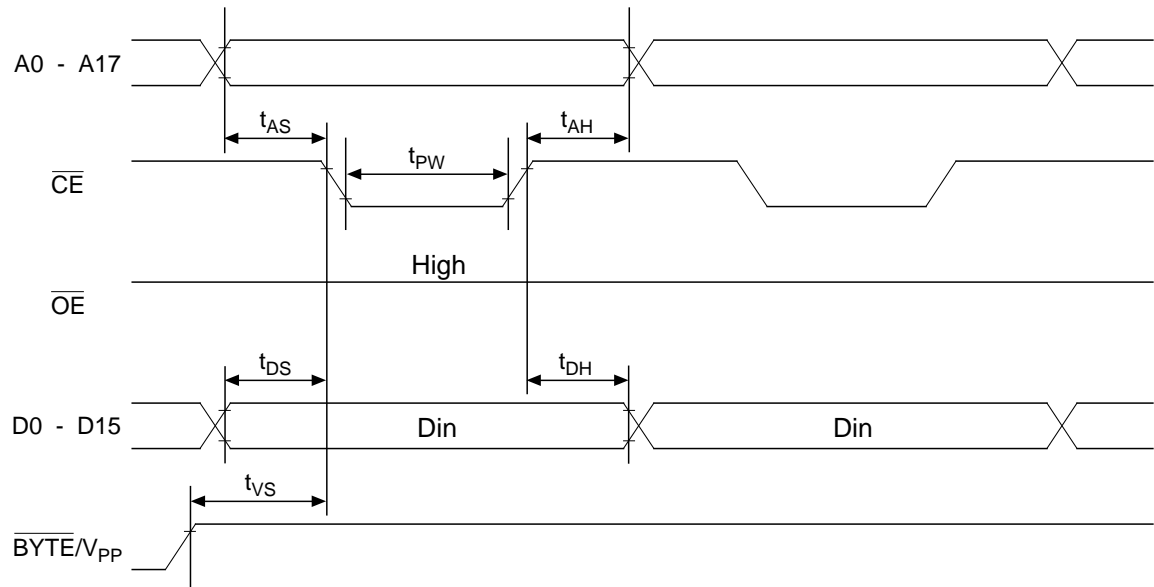 A0 - A17
tAS
tAH
tPW
CE
High
OE
tDS
tDH
D0 - D15
Din
Din
tVS
BYTE/VPP